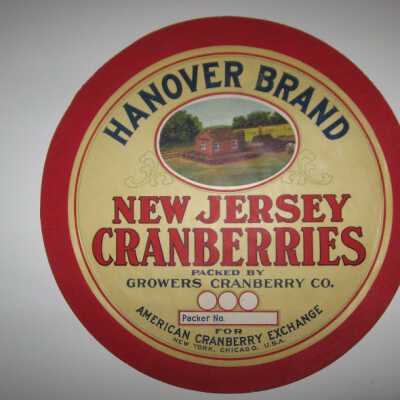 HANOVER BRAND
NEW JERSEY
CRANBERRIES
PACKED BY
GROWERS CRANBERRY CO.
Packer No.
FOR
AMERICAN CRANBERRY EXCHANGE
NEW YORK, CHICAGO, U.S.A.